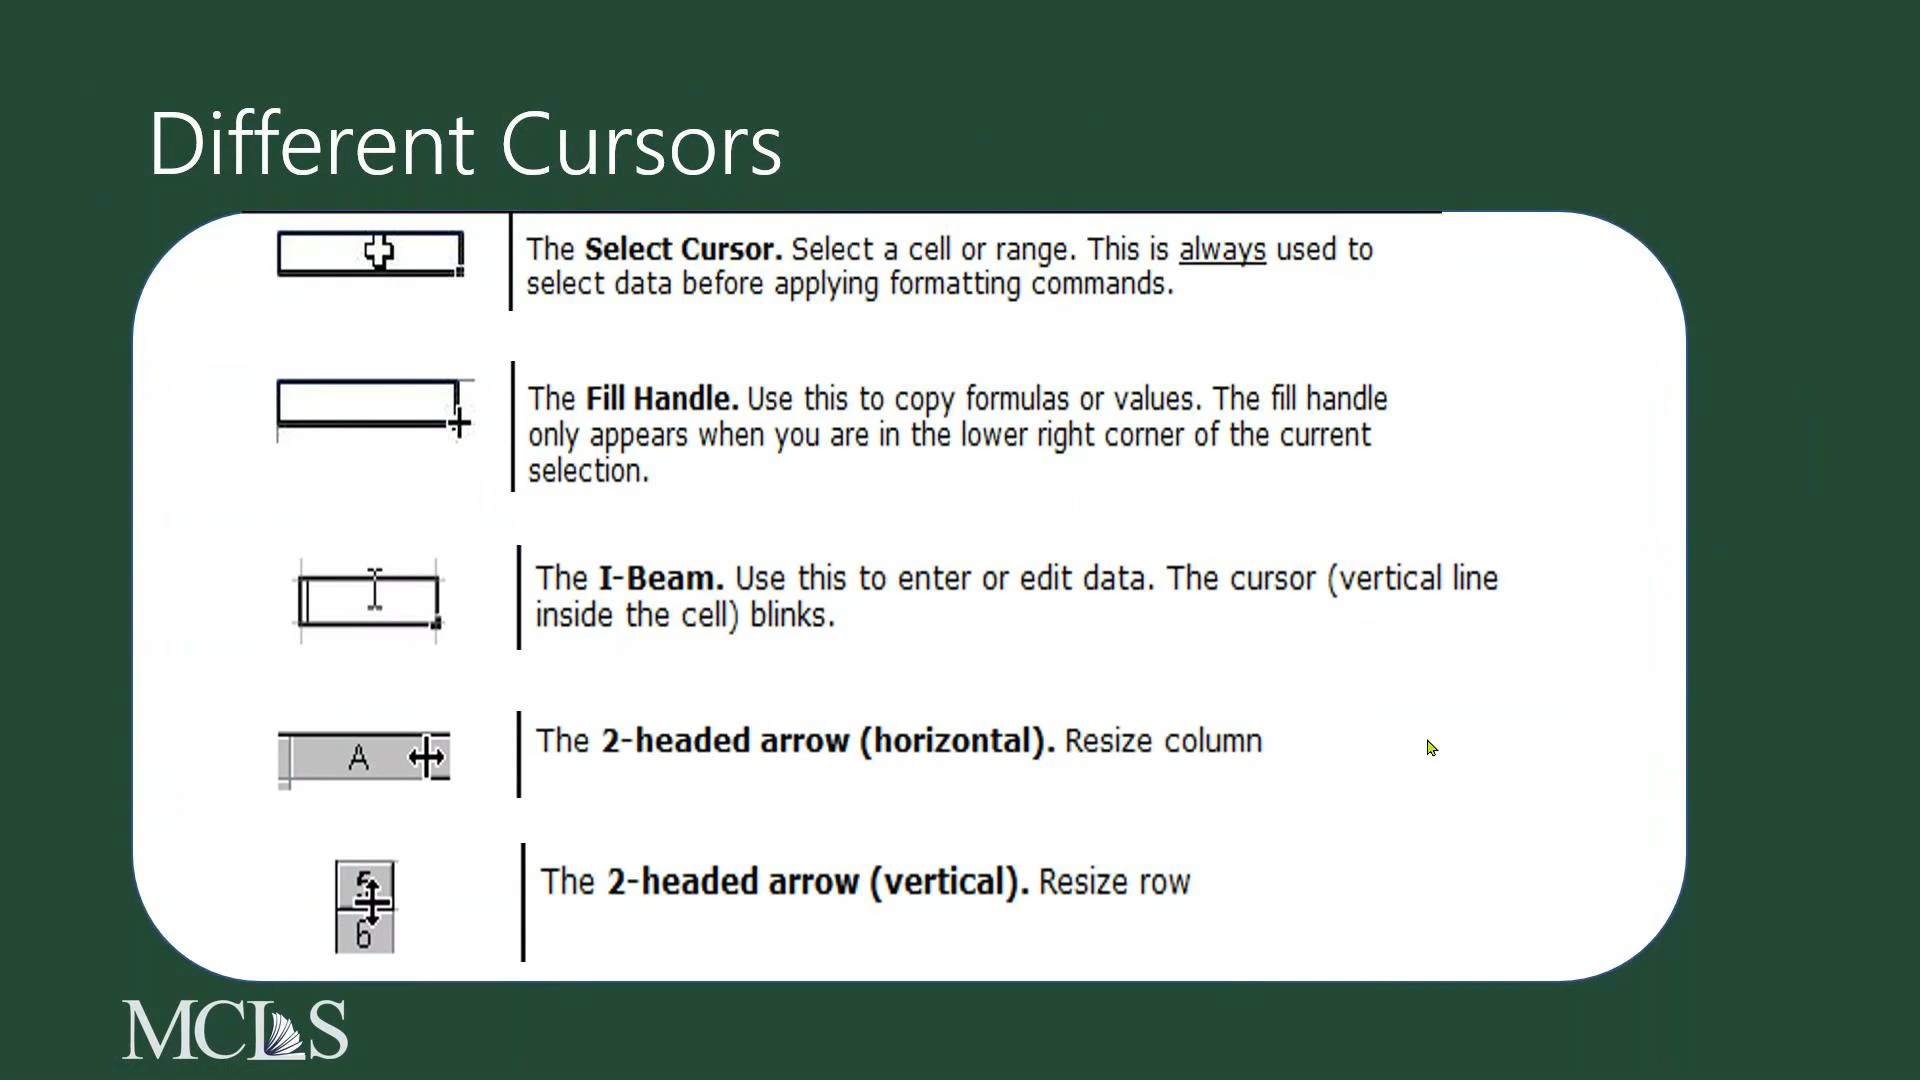 Different Cursors
The Select Cursor. Select a cell or range. This is always used to
select data before applying formatting commands.
The Fill Handle. Use this to copy formulas or values. The fill handle
only appears when you are in the lower right corner of the current
selection.
The I-Beam. Use this to enter or edit data. The cursor (vertical line
inside the cell) blinks.
A
The 2-headed arrow (horizontal). Resize column
5
6
The 2-headed arrow (vertical). Resize row
MCLS